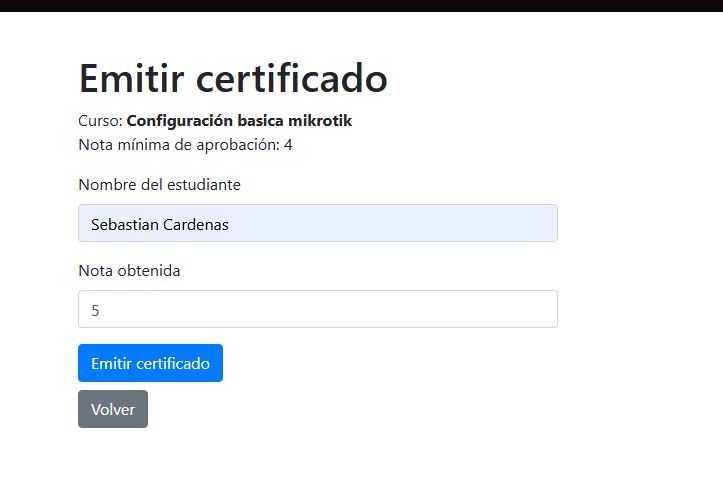 Emitir certificado
Curso: Configuración basica mikrotik
Nota mínima de aprobación: 4
Nombre del estudiante
Sebastian Cardenas
Nota obtenida
5
Emitir certificado
Volver